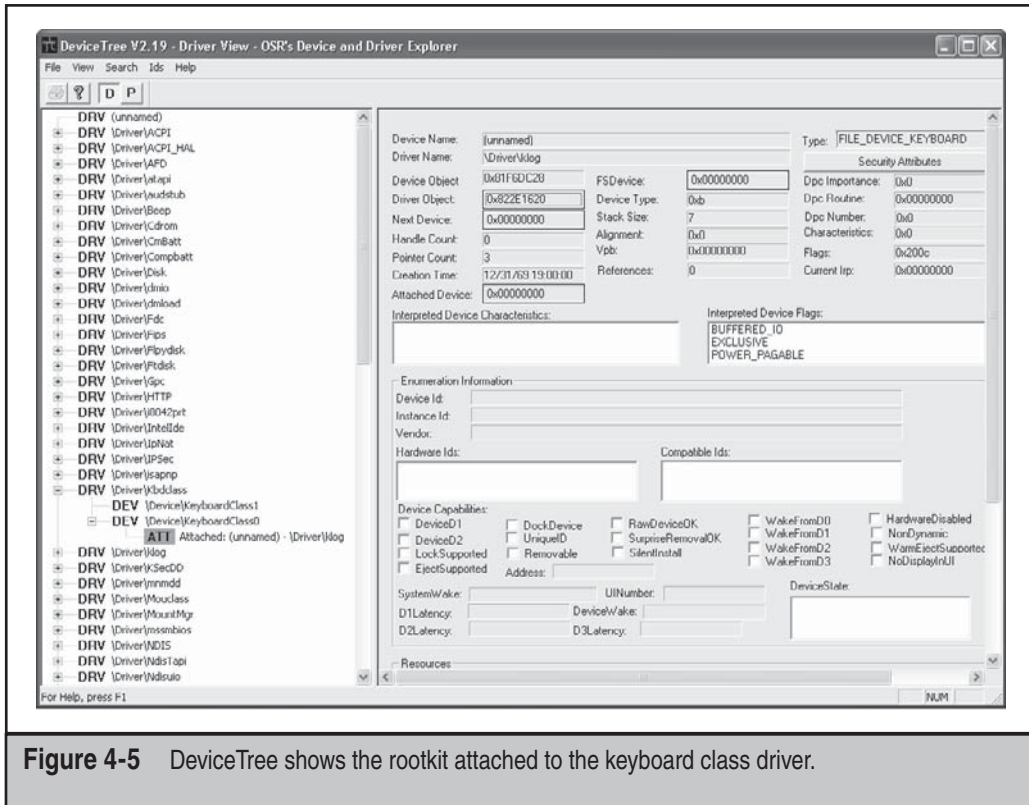 DeviceTree V2.19 - Driver View - OSR's Device and Driver Explorer
File View Search Ids Help
D P
DRV (unnamed)
DRV \Driver\ACPI
DRV \Driver\ACPI_HAL
DRV \Driver\AFD
DRV \Driver\atapi
DRV \Driver\audstub
DRV \Driver\Beep
DRV \Driver\Cdrom
DRV \Driver\CmBatt
DRV \Driver\Compbatt
DRV \Driver\Disk
DRV \Driver\dmio
DRV \Driver\dmload
DRV \Driver\Fdc
DRV \Driver\Fips
DRV \Driver\Flpydisk
DRV \Driver\Ftdisk
DRV \Driver\Gpc
DRV \Driver\HTTP
DRV \Driver\i8042prt
DRV \Driver\IntelIde
DRV \Driver\IpNat
DRV \Driver\IPSec
DRV \Driver\isapnp
DRV \Driver\Kbdclass
DEV \Device\KeyboardClass1
DEV \Device\KeyboardClass0
ATT Attached: (unnamed) - \Driver\klog
DRV \Driver\klog
DRV \Driver\KSecDD
DRV \Driver\mnmdd
DRV \Driver\Mouclass
DRV \Driver\MountMgr
DRV \Driver\mssmbios
DRV \Driver\NDIS
DRV \Driver\NdisTapi
DRV \Driver\Ndisuio
Device Name: (unnamed) Type: FILE_DEVICE_KEYBOARD
Driver Name: \Driver\klog Security Attributes
Device Object 0x81F6DC28 FSDevice: 0x00000000 Dpc Importance: 0x0
Driver Object: 0x822E1620 Device Type: 0xb Dpc Routine: 0x00000000
Next Device: 0x00000000 Stack Size: 7 Dpc Number: 0x0
Handle Count: 0 Alignment: 0x0 Characteristics: 0x0
Pointer Count: 3 Vpb: 0x00000000 Flags: 0x200c
Creation Time: 12/31/69 19:00:00 References: 0 Current Irp: 0x00000000
Attached Device: 0x00000000
Interpreted Device Characteristics: Interpreted Device Flags:
BUFFERED_IO
EXCLUSIVE
POWER_PAGABLE
Enumeration Information
Device Id:
Instance Id:
Vendor:
Hardware Ids: Compatible Ids:
Device Capabilities:
DeviceD1 DockDevice RawDeviceOK WakeFromD0 HardwareDisabled
DeviceD2 UniqueID SurpriseRemovalOK WakeFromD1 NonDynamic
LockSupported Removable SilentInstall WakeFromD2 WarmEjectSupported
EjectSupported Address: WakeFromD3 NoDisplayInUI
SystemWake: UINumber: DeviceState:
D1Latency: DeviceWake:
D2Latency: D3Latency:
Resources
For Help, press F1 NUM
Figure 4-5 DeviceTree shows the rootkit attached to the keyboard class driver.